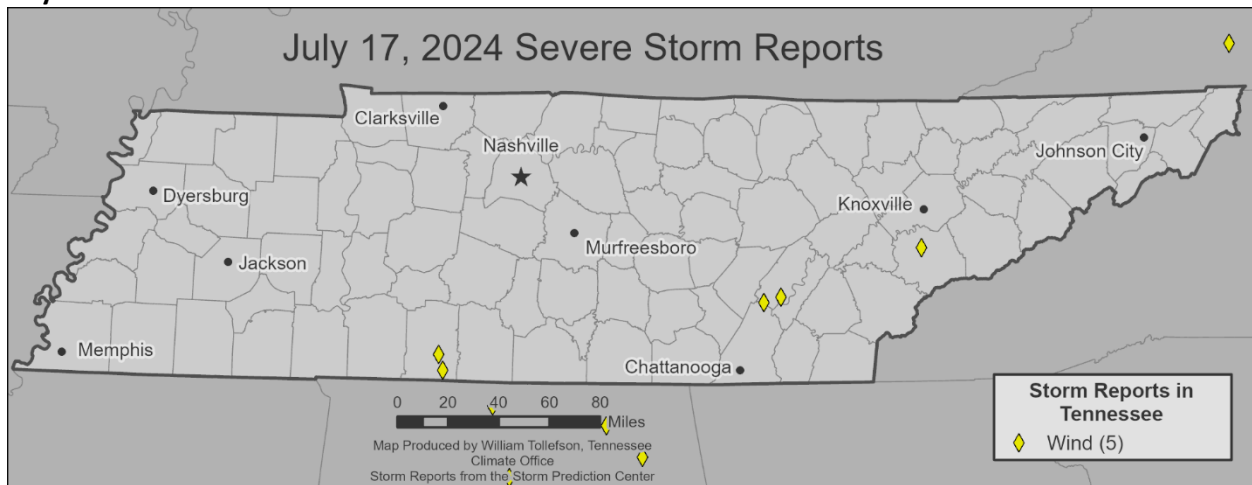 July 17, 2024 Severe Storm Reports
Clarksville
Nashville
Johnson City
Dyersburg
Knoxville
Murfreesboro
Jackson
Memphis
Chattanooga
0 20 40 60 80
Miles
Map Produced by William Tollefson, Tennessee
Climate Office
Storm Reports from the Storm Prediction Center
Storm Reports in
Tennessee
Wind (5)